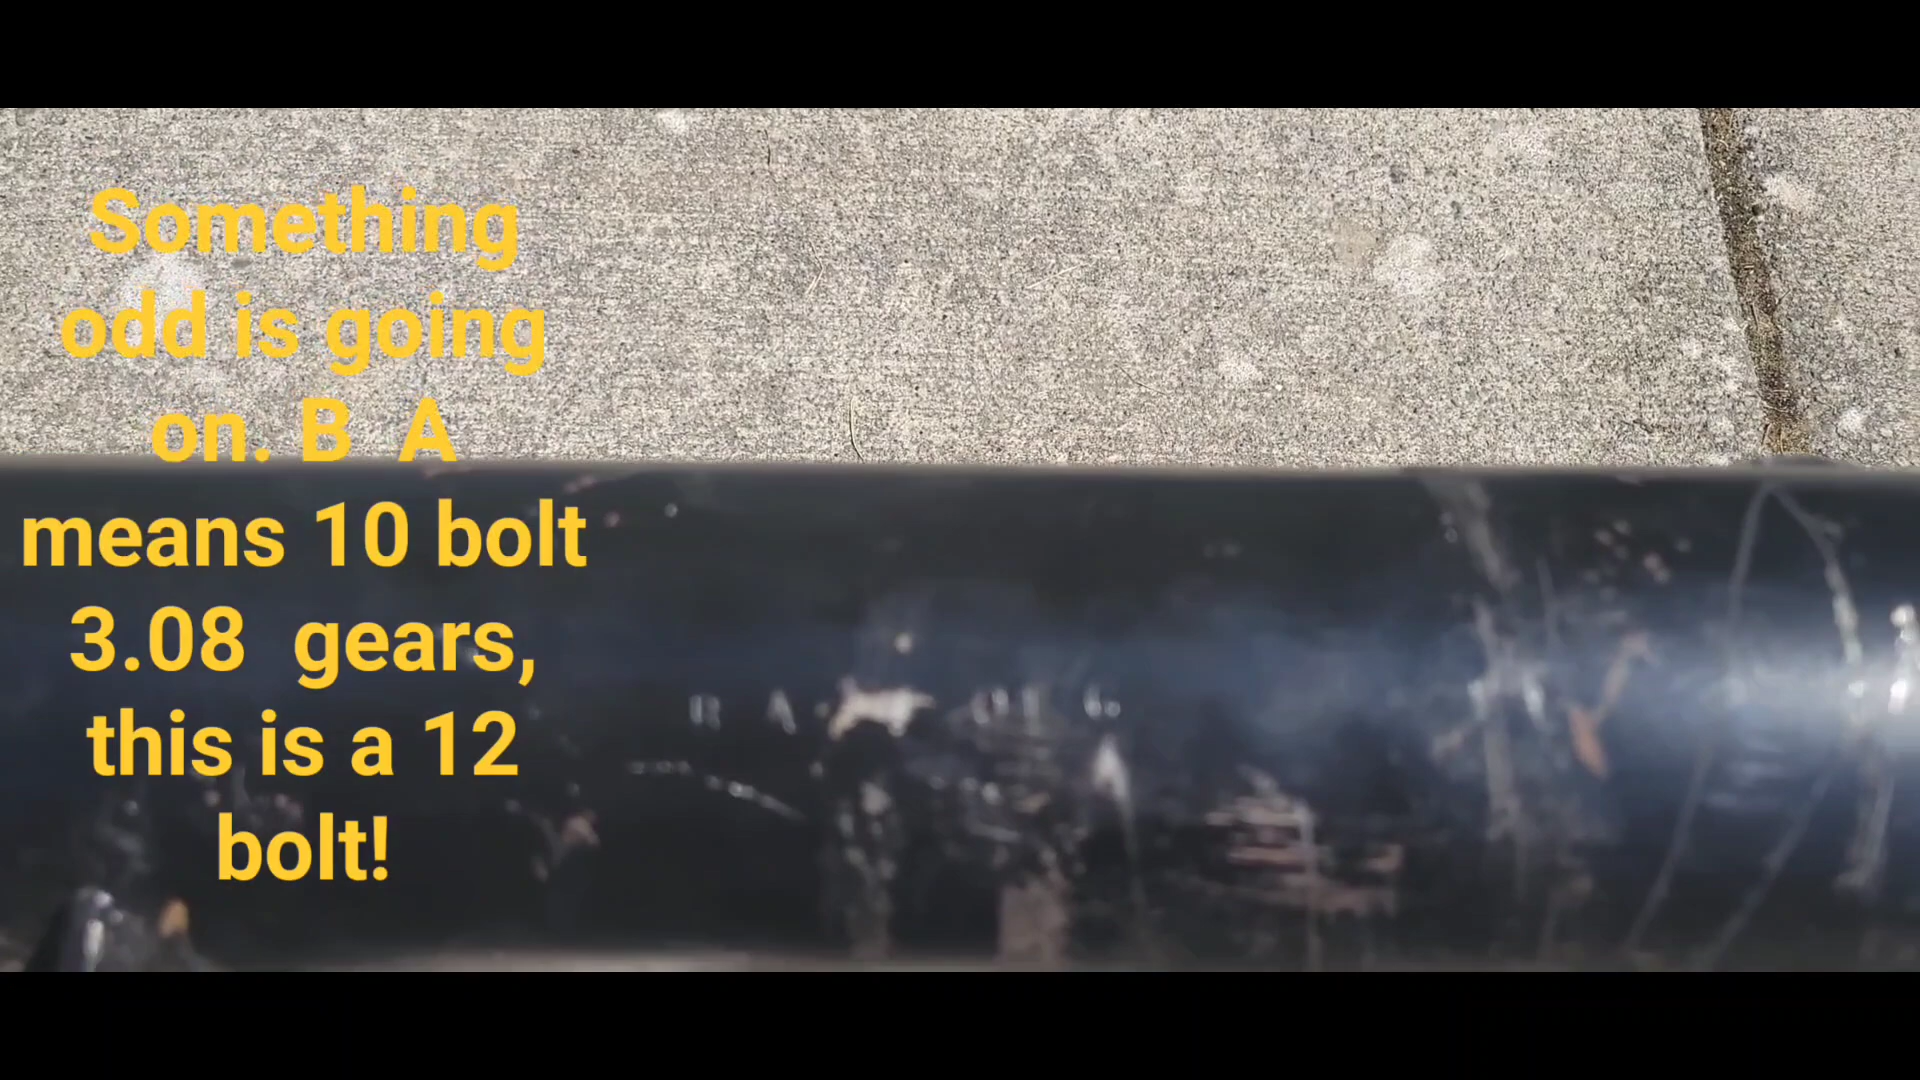 Something
odd is going
on. B A
means 10 bolt
3.08 gears,
this is a 12
bolt!
B A